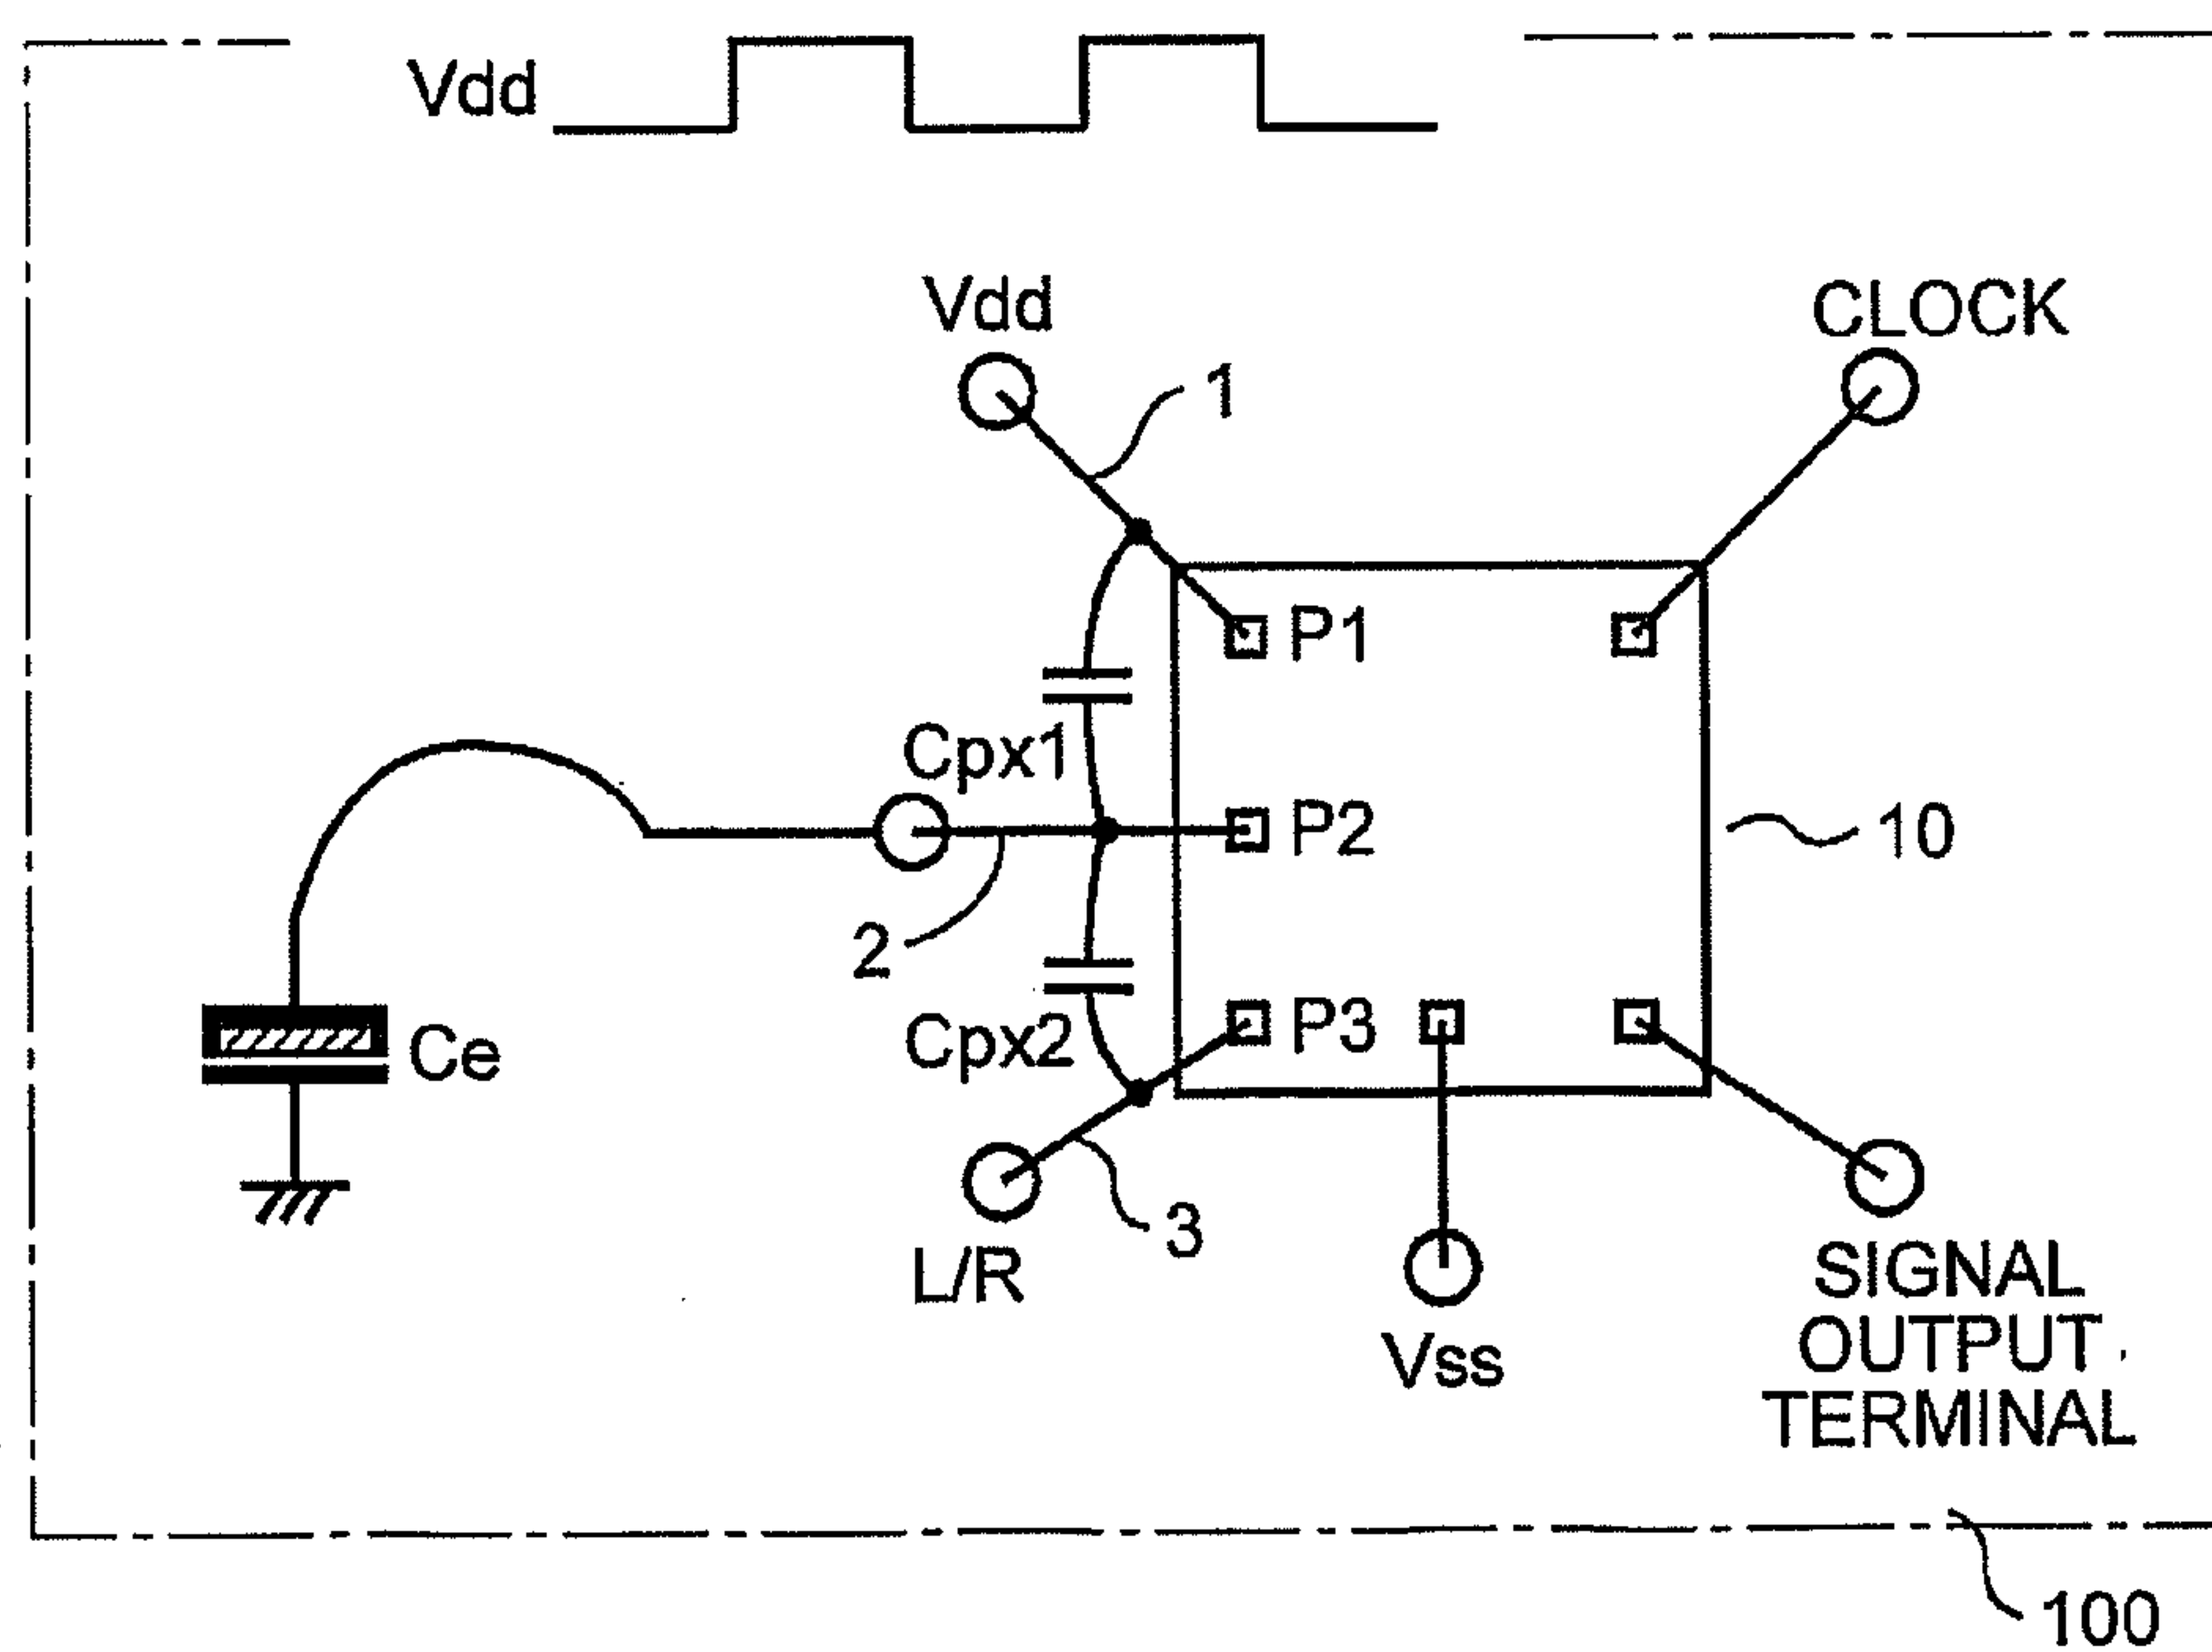 Vdd
Vdd
CLOCK
1
P1
Cpx1
P2
10
2
Cpx2
P3
Ce
3
L/R
Vss
SIGNAL
OUTPUT
TERMINAL
100